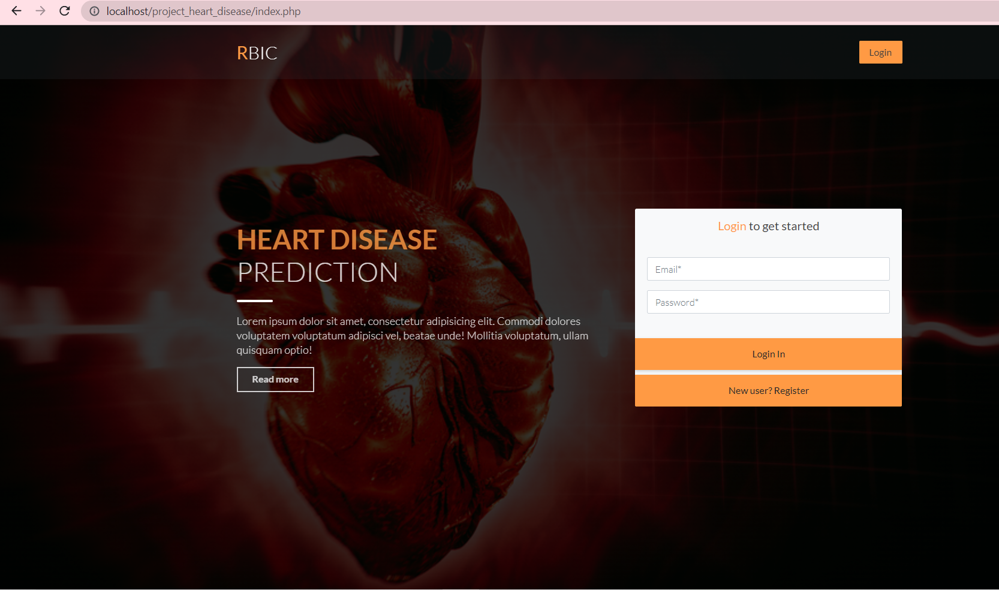 localhost/project_heart_disease/index.php
RBIC
Login
HEART DISEASE
PREDICTION
Lorem ipsum dolor sit amet, consectetur adipisicing elit. Commodi dolores
voluptatem voluptatum adipisci vel, beatae unde! Mollitia voluptatum, ullam
quisquam optio!
Read more
Login to get started
Email*
Password*
Login In
New user? Register